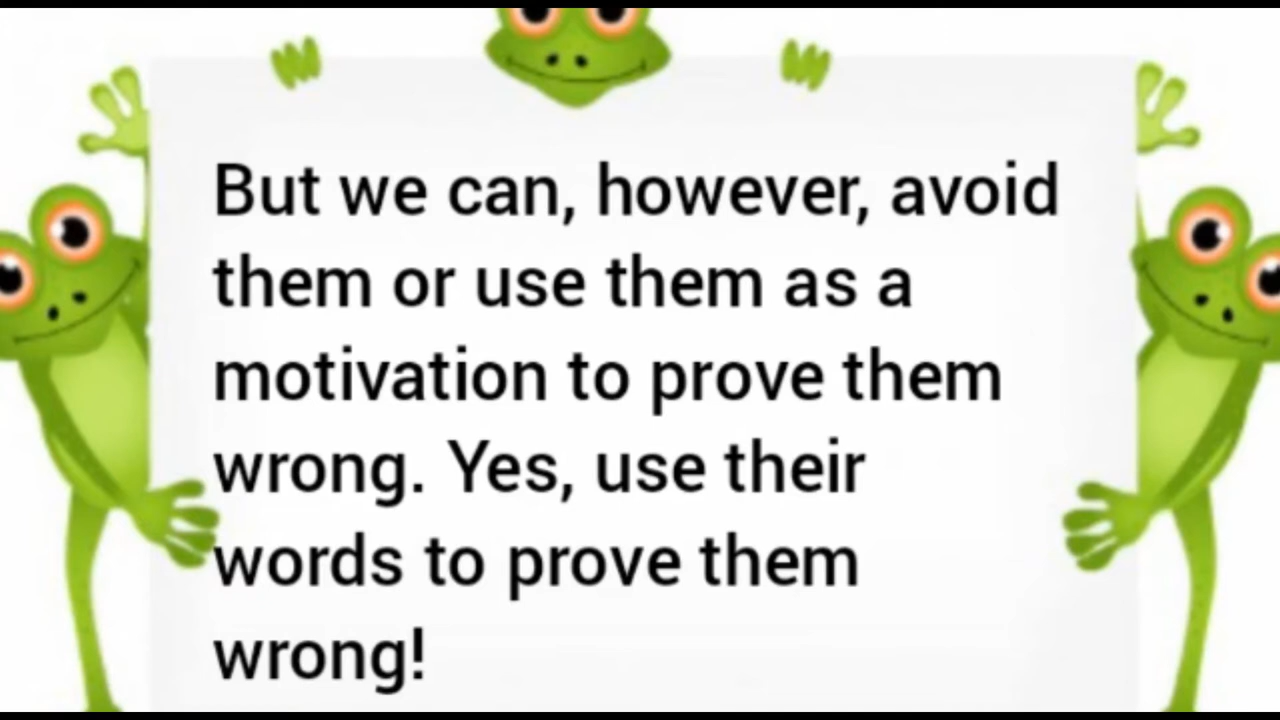 But we can, however, avoid
them or use them as a
motivation to prove them
wrong. Yes, use their
words to prove them
wrong!